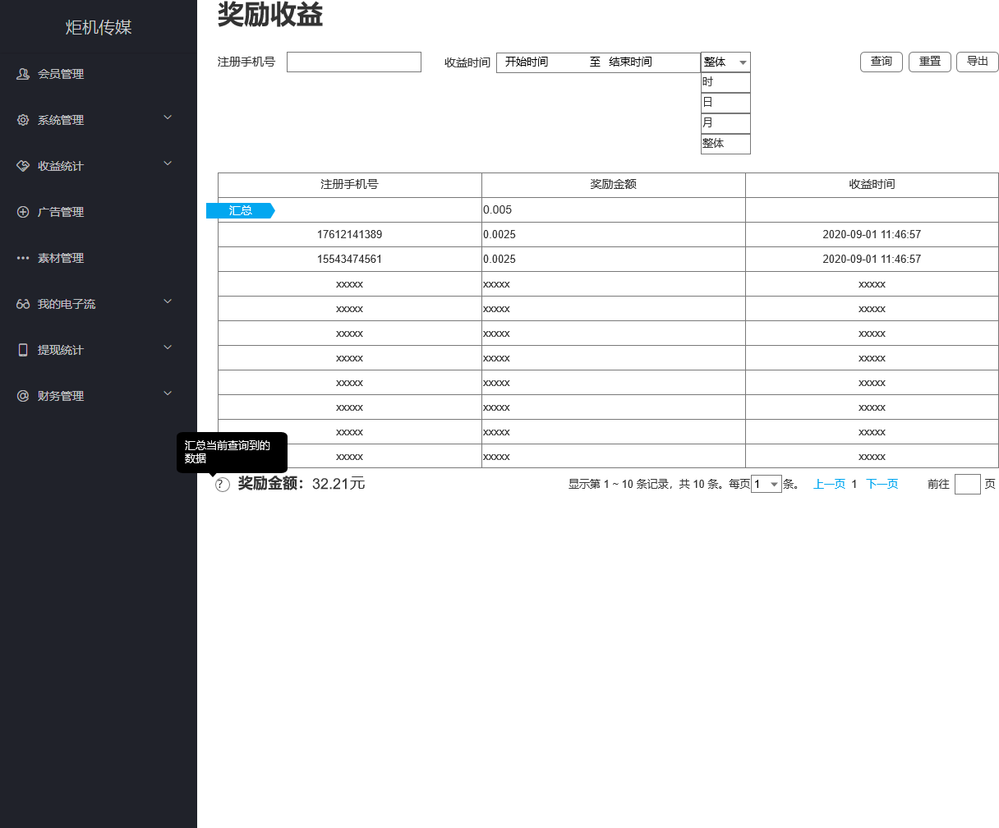 炬机传媒
会员管理
系统管理
收益统计
广告管理
素材管理
我的电子流
提现统计
财务管理
奖励收益
注册手机号 收益时间 开始时间 至 结束时间 整体 查询 重置 导出
时
日
月
整体
注册手机号 奖励金额 收益时间
汇总 0.005
17612141389 0.0025 2020-09-01 11:46:57
15543474561 0.0025 2020-09-01 11:46:57
xxxxx xxxxx xxxxx
xxxxx xxxxx xxxxx
xxxxx xxxxx xxxxx
xxxxx xxxxx xxxxx
xxxxx xxxxx xxxxx
xxxxx xxxxx xxxxx
xxxxx xxxxx xxxxx
xxxxx xxxxx xxxxx
汇总当前查询到的
数据
? 奖励金额：32.21元 显示第 1 ~ 10 条记录，共 10 条。每页 1 条。 上一页 1 下一页 前往 页